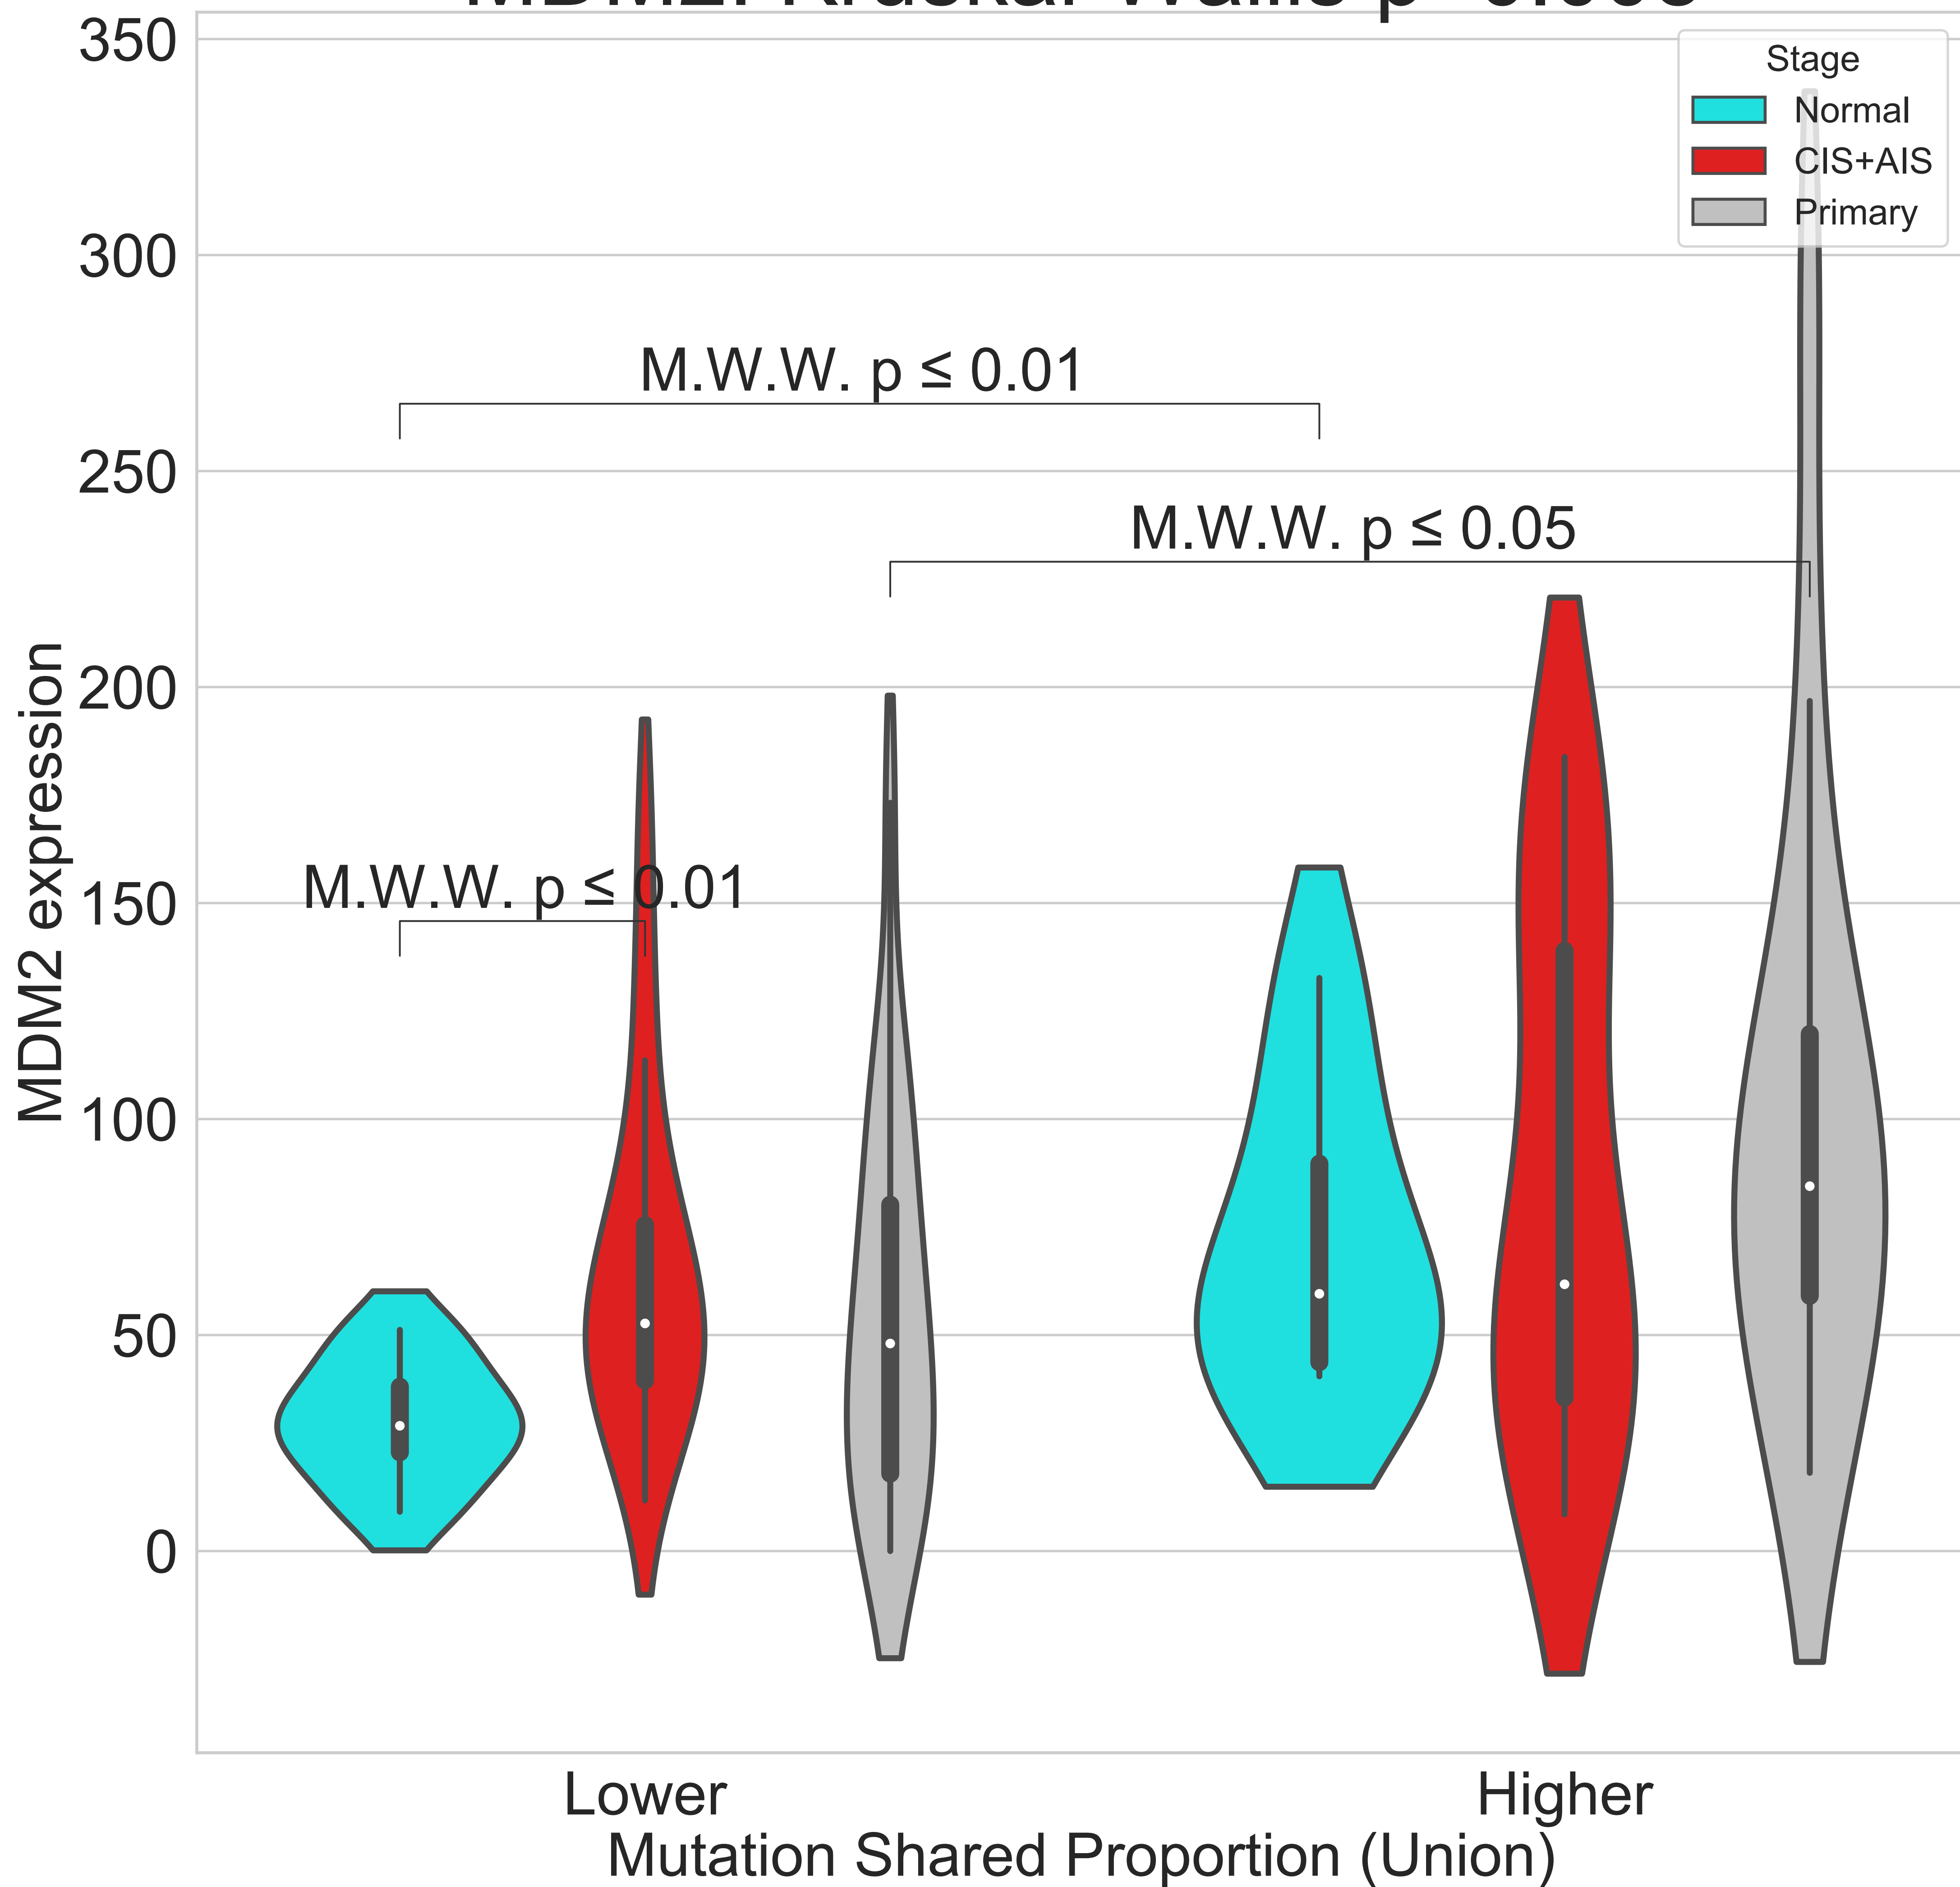 350
Stage
Normal
CIS+AIS
Primary
300
M.W.W. p ≤ 0.01
250
M.W.W. p ≤ 0.05
200
M.W.W. p ≤ 0.01
150
100
50
0
MDM2 expression
Lower
Higher
Mutation Shared Proportion (Union)